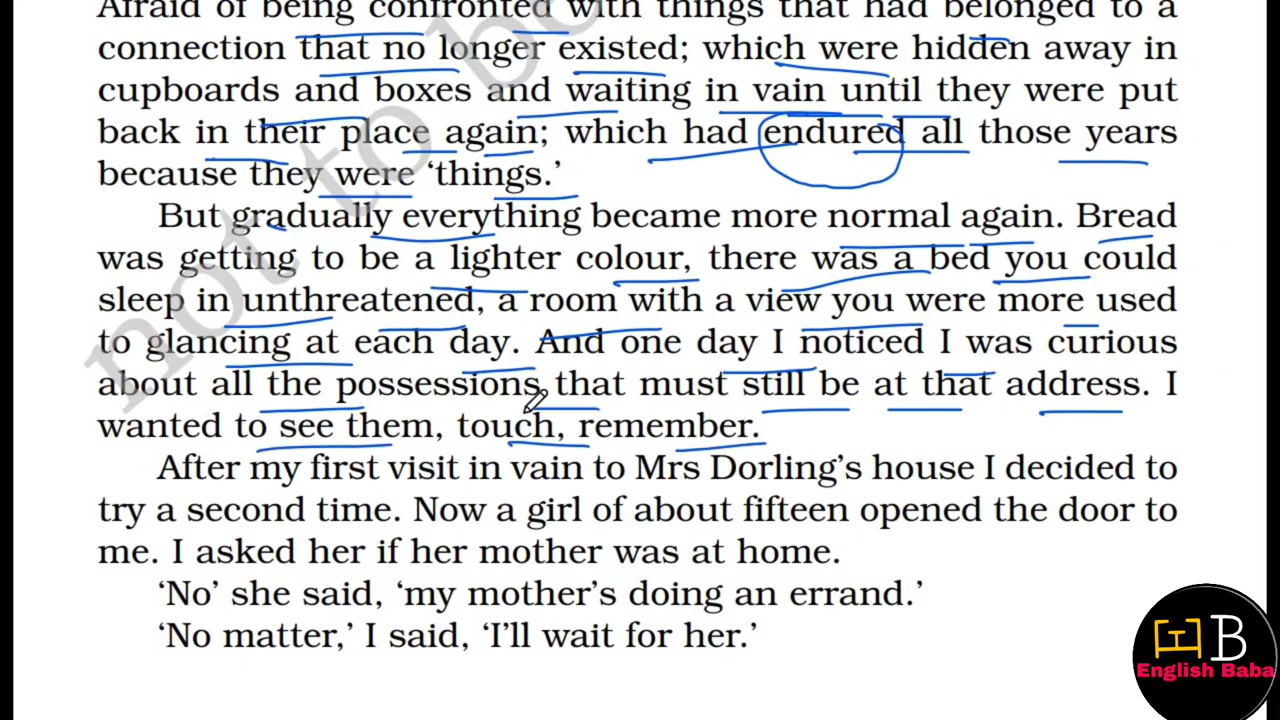 Afraid of being confronted with things that had belonged to a
connection that no longer existed; which were hidden away in
cupboards and boxes and waiting in vain until they were put
back in their place again; which had endured all those years
because they were ‘things.’
But gradually everything became more normal again. Bread
was getting to be a lighter colour, there was a bed you could
sleep in unthreatened, a room with a view you were more used
to glancing at each day. And one day I noticed I was curious
about all the possessions that must still be at that address. I
wanted to see them, touch, remember.
After my first visit in vain to Mrs Dorling’s house I decided to
try a second time. Now a girl of about fifteen opened the door to
me. I asked her if her mother was at home.
‘No’ she said, ‘my mother’s doing an errand.’
‘No matter,’ I said, ‘I’ll wait for her.’
not to be
B
English Baba